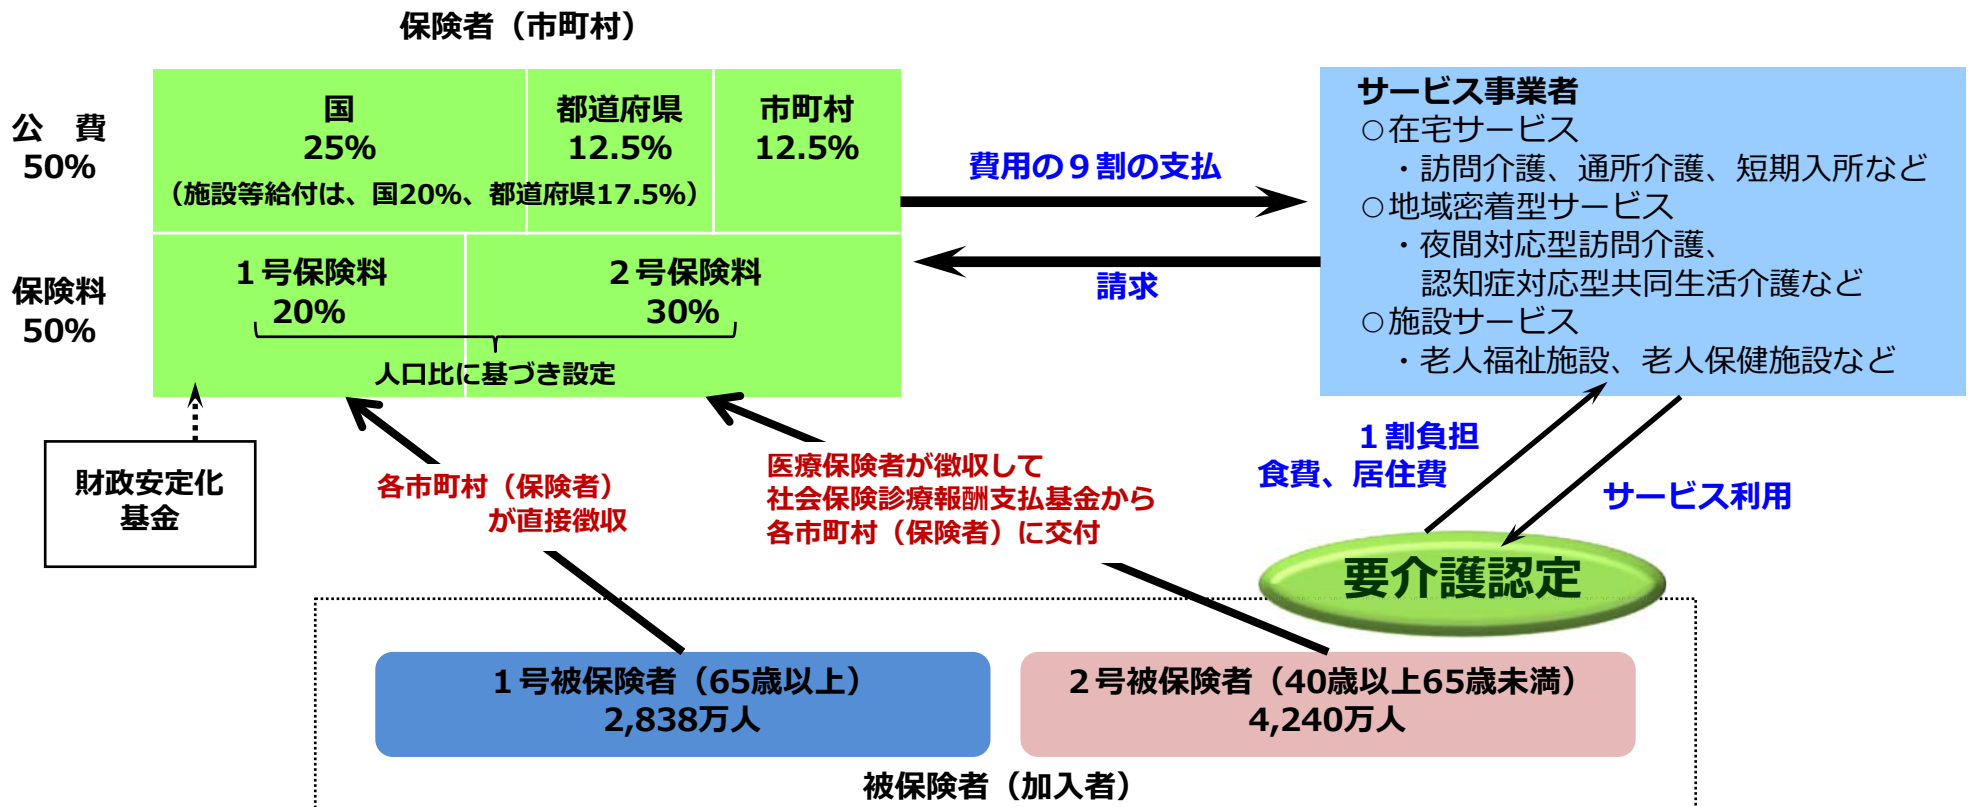 保険者（市町村）
公　費
50%
国
25%
都道府県
12.5%
市町村
12.5%
（施設等給付は、国20%、都道府県17.5%）
保険料
50%
１号保険料
20%
２号保険料
30%
人口比に基づき設定
費用の９割の支払
請求
サービス事業者
○在宅サービス
・訪問介護、通所介護、短期入所など
○地域密着型サービス
・夜間対応型訪問介護、
認知症対応型共同生活介護など
○施設サービス
・老人福祉施設、老人保健施設など
財政安定化
基金
各市町村（保険者）
が直接徴収
医療保険者が徴収して
社会保険診療報酬支払基金から
各市町村（保険者）に交付
１割負担
食費、居住費
サービス利用
要介護認定
１号被保険者（65歳以上）
2,838万人
２号被保険者（40歳以上65歳未満）
4,240万人
被保険者（加入者）